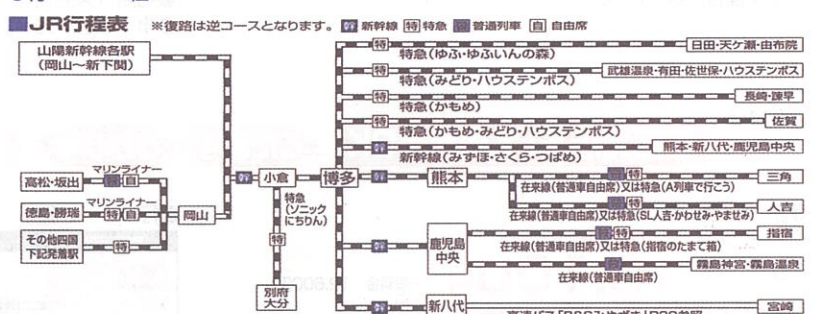 ■JR行程表 ※復路は逆コースとなります。 新幹線 特 特急 普通列車 自 自由席
山陽新幹線各駅
(岡山～新下関)
高松・坂出
マリンライナー
自
徳島・勝瑞
マリンライナー
特 自
その他四国
下記発着駅
特
岡山
小倉
特急
(ソニック
にちりん)
特
別府
大分
博多
特
特急(ゆふ・ゆふいんの森)
日田・天ケ瀬・由布院
特
特急(みどり・ハウステンボス)
武雄温泉・有田・佐世保・ハウステンボス
特
特急(かもめ)
長崎・諫早
特
特急(かもめ・みどり・ハウステンボス)
佐賀
新幹線(みずほ・さくら・つばめ)
熊本・新八代・鹿児島中央
熊本
特
在来線(普通車自由席)又は特急(A列車で行こう)
三角
特
在来線(普通車自由席)又は特急(SL人吉・かわせみ・やませみ)
人吉
鹿児島
中央
特
在来線(普通車自由席)又は特急(指宿のたまて箱)
指宿
在来線(普通車自由席)
霧島神宮・霧島温泉
新八代
宮崎